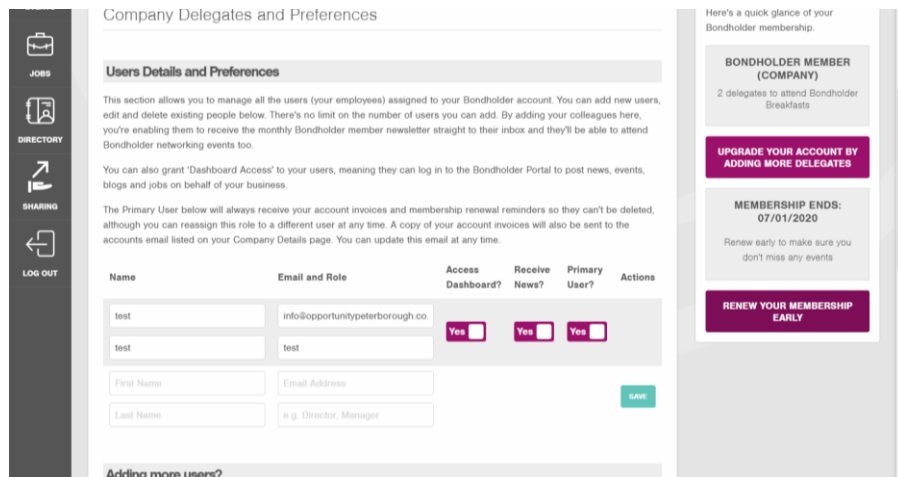 Company Delegates and Preferences
JOBS
DIRECTORY
SHARING
LOG OUT
Users Details and Preferences
This section allows you to manage all the users (your employees) assigned to your Bondholder account. You can add new users,
edit and delete existing people below. There's no limit on the number of users you can add. By adding your colleagues here,
you're enabling them to receive the monthly Bondholder member newsletter straight to their inbox and they'll be able to attend
Bondholder networking events too.
You can also grant 'Dashboard Access' to your users, meaning they can log in to the Bondholder Portal to post news, events,
blogs and jobs on behalf of your business.
The Primary User below will always receive your account invoices and membership renewal reminders so they can't be deleted,
although you can reassign this role to a different user at any time. A copy of your account invoices will also be sent to the
accounts email listed on your Company Details page. You can update this email at any time.
Name
Email and Role
Access
Dashboard?
Receive
News?
Primary
User?
Actions
test
info@opportunitypeterborough.co.
Yes
Yes
Yes
test
test
First Name
Email Address
SAVE
Last Name
e.g. Director, Manager
Adding more users?
Here's a quick glance of your
Bondholder membership.
BONDHOLDER MEMBER
(COMPANY)
2 delegates to attend Bondholder
Breakfasts
UPGRADE YOUR ACCOUNT BY
ADDING MORE DELEGATES
MEMBERSHIP ENDS:
07/01/2020
Renew early to make sure you
don't miss any events
RENEW YOUR MEMBERSHIP
EARLY